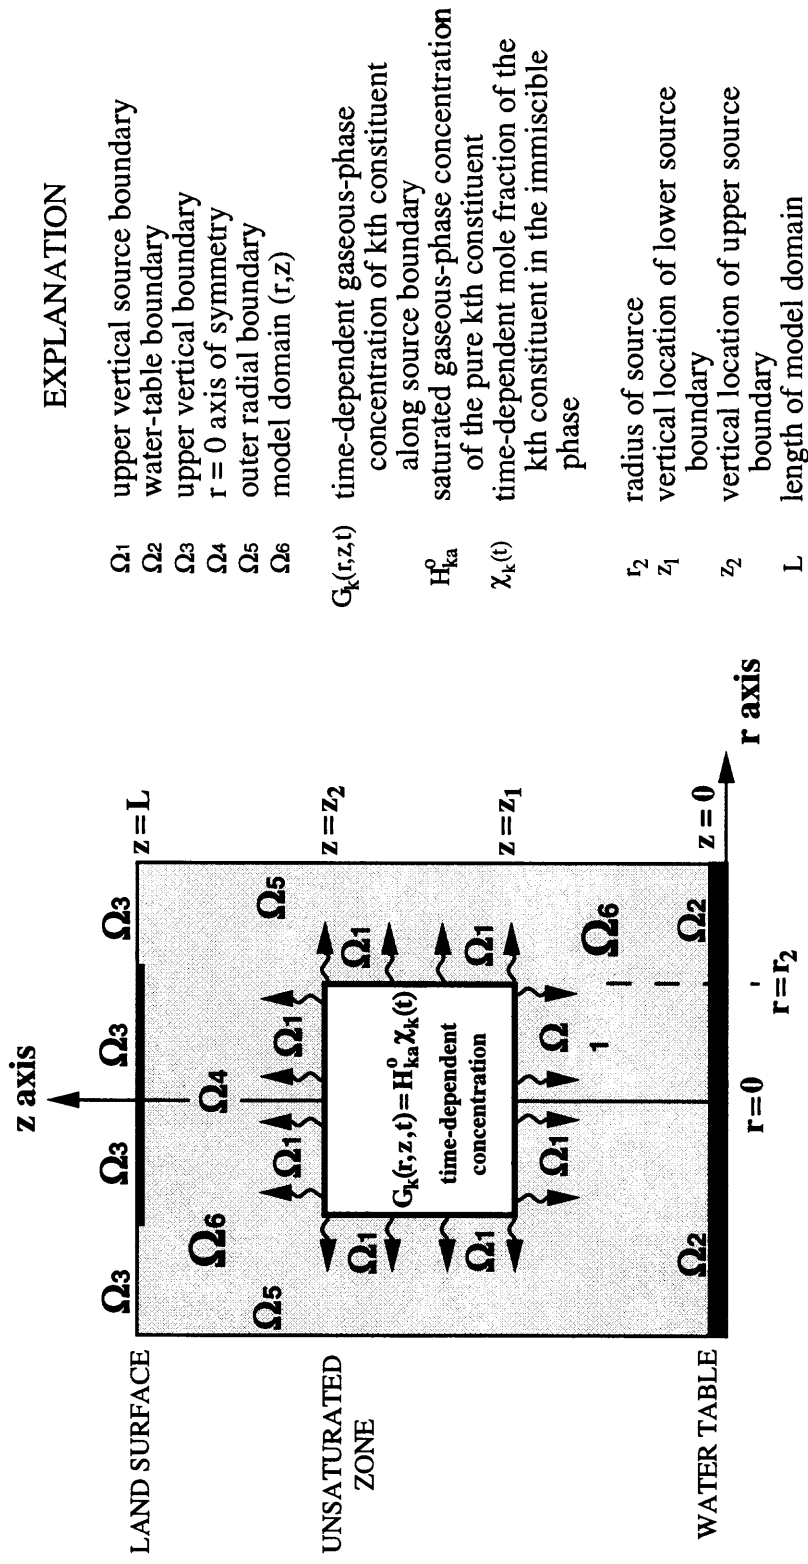 LAND SURFACE
UNSATURATED
ZONE
WATER TABLE
z axis
Ω3
Ω3
Ω3
Ω3
z = L
Ω6
Ω4
Ω5
Ω5
z = z2
Ω1
Ω1
Ω1
Ω1
Gk(r,z,t) = H°ka χk(t)
time-dependent
concentration
Ω1
Ω1
z = z1
Ω1
Ω
1
Ω6
Ω2
Ω2
z = 0
r axis
r=0
r=r2
EXPLANATION
Ω1 upper vertical source boundary
Ω2 water-table boundary
Ω3 upper vertical boundary
Ω4 r = 0 axis of symmetry
Ω5 outer radial boundary
Ω6 model domain (r,z)
Gk(r,z,t) time-dependent gaseous-phase
concentration of kth constituent
along source boundary
H°ka saturated gaseous-phase concentration
of the pure kth constituent
χk(t) time-dependent mole fraction of the
kth constituent in the immiscible
phase
r2 radius of source
z1 vertical location of lower source
boundary
z2 vertical location of upper source
boundary
L length of model domain